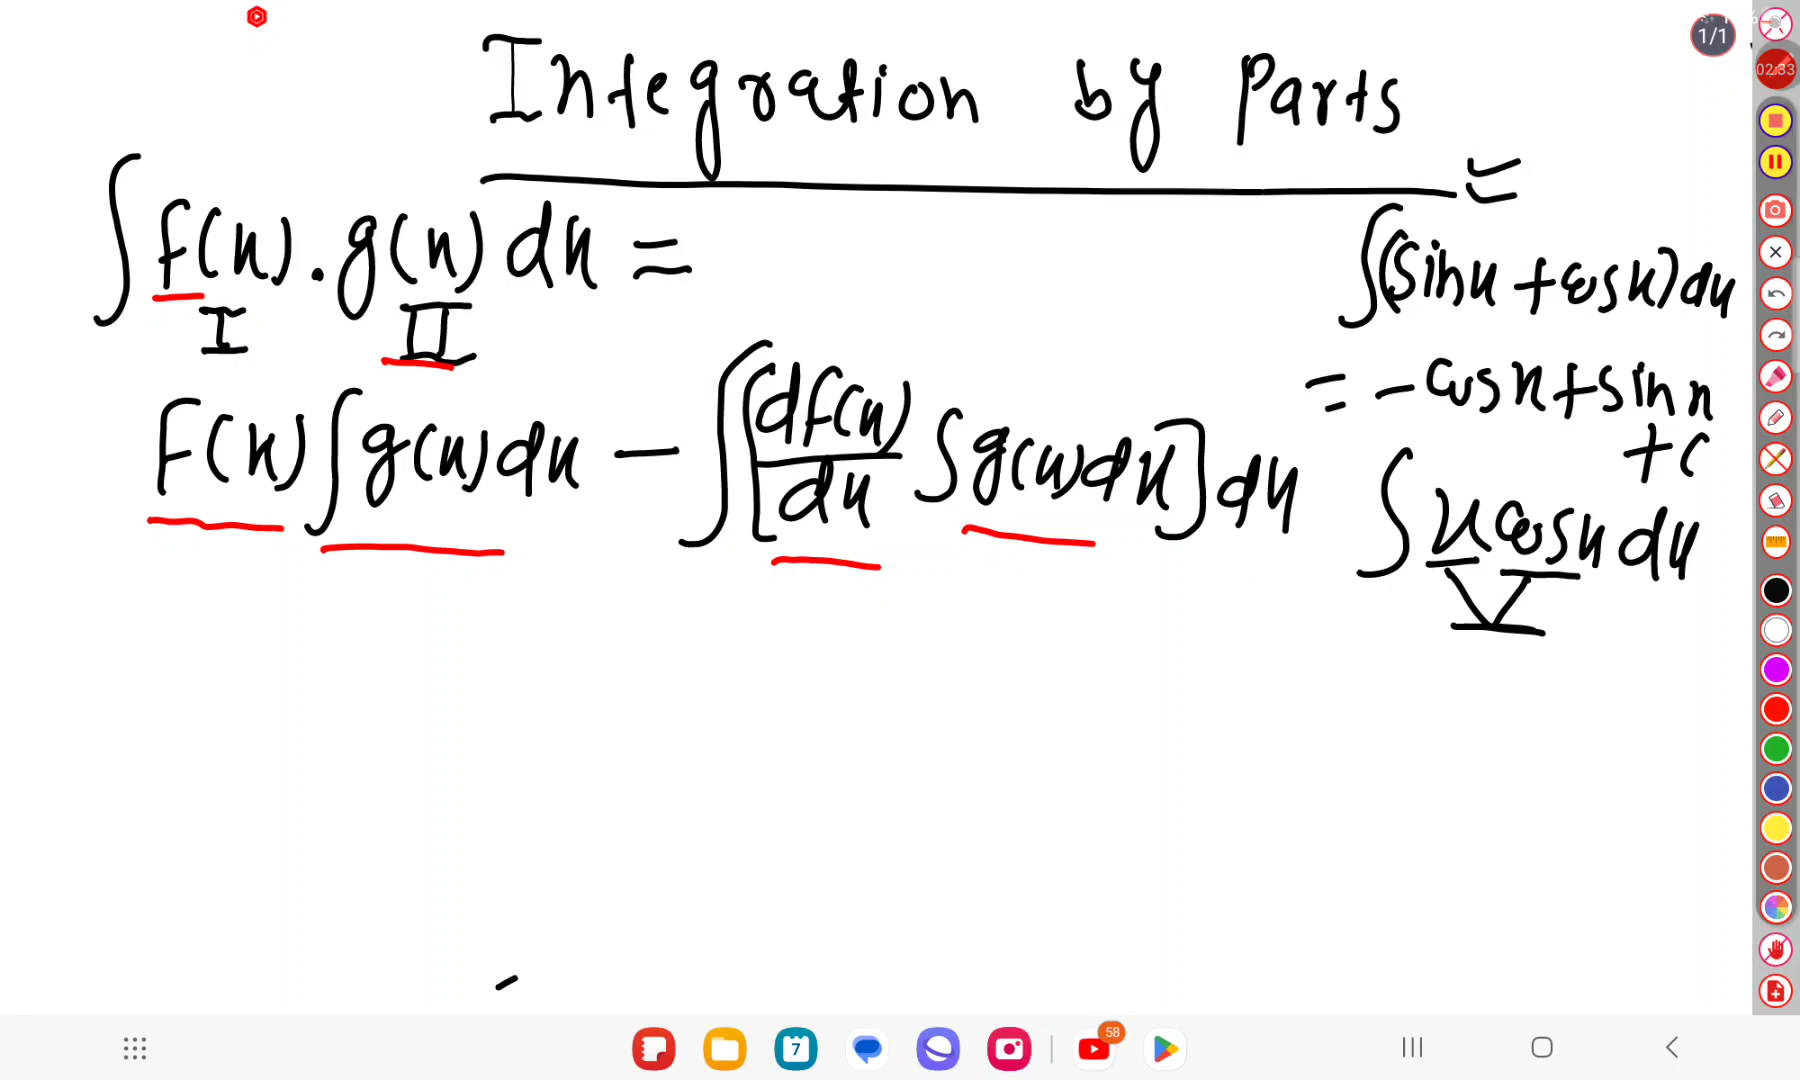 Integration by Parts
∫ f(x) . g(x) dx =
I II
F(x) ∫ g(x) dx − ∫ [ df(x)/dx ∫ g(x) dx ] dx
∫ (sinx + cosx) dx
= − cosx + sinx
+ c
∫ x cosx dx
1/1
02:33
7
58